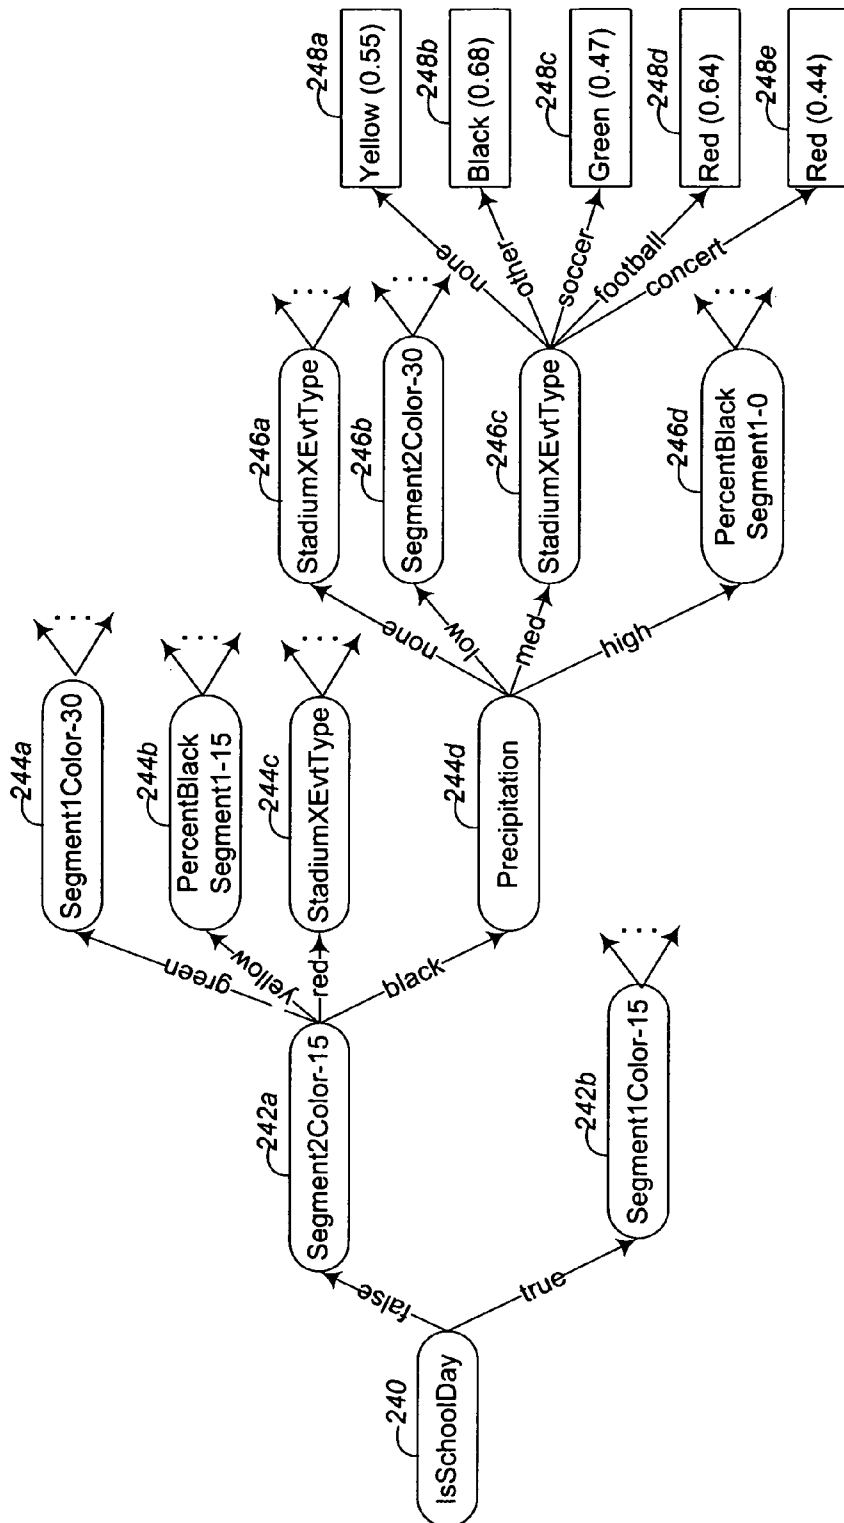 240
IsSchoolDay
false
true
242a
Segment2Color-15
242b
Segment1Color-15
green
yellow
red
black
244a
Segment1Color-30
244b
PercentBlack
Segment1-15
244c
StadiumXEvtType
244d
Precipitation
none
low
med
high
246a
StadiumXEvtType
246b
Segment2Color-30
246c
StadiumXEvtType
246d
PercentBlack
Segment1-0
none
other
soccer
football
concert
248a
Yellow (0.55)
248b
Black (0.68)
248c
Green (0.47)
248d
Red (0.64)
248e
Red (0.44)